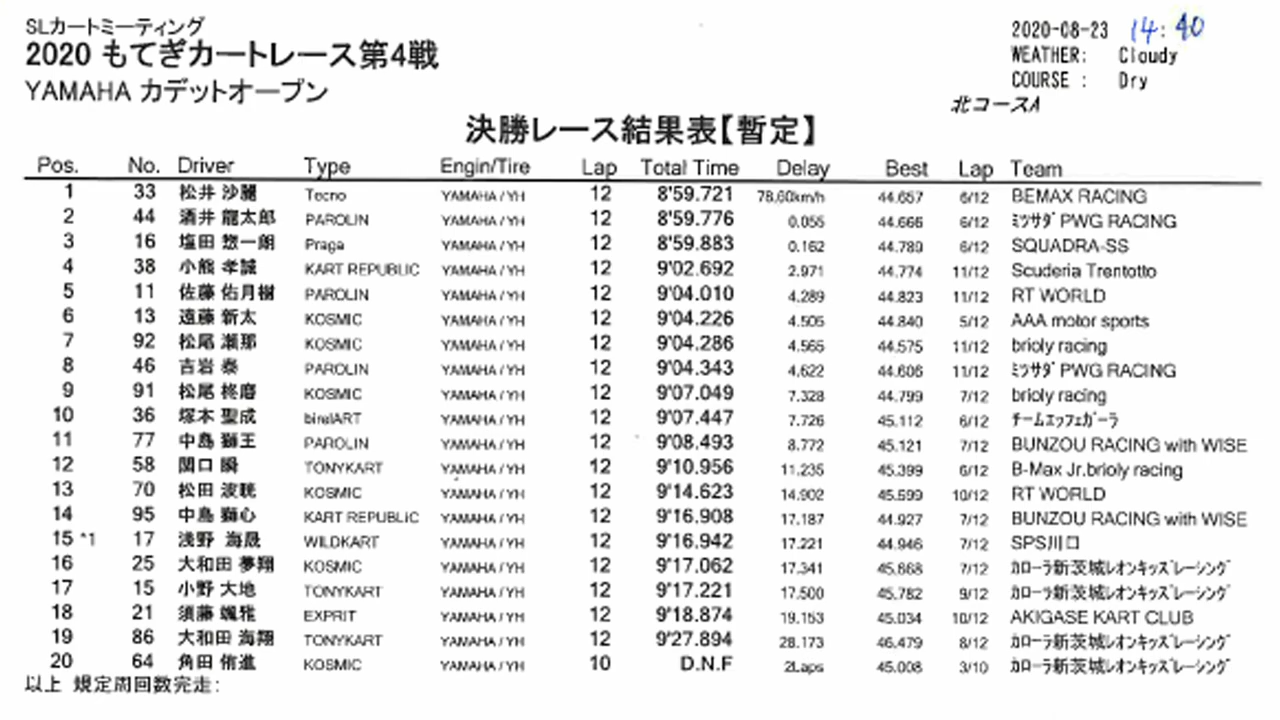 SLカートミーティング
2020-08-23 14:40
2020 もてぎカートレース第4戦
WEATHER: Cloudy
YAMAHA カデットオープン
COURSE : Dry
北コースA
決勝レース結果表【暫定】
Pos. No. Driver Type Engin/Tire Lap Total Time Delay Best Lap Team
1 33 松井 沙麗 Tecno YAMAHA / YH 12 8'59.721 78.60km/h 44.657 6/12 BEMAX RACING
2 44 酒井 龍太郎 PAROLIN YAMAHA / YH 12 8'59.776 0.055 44.666 6/12 ﾐﾂｻﾀﾞ PWG RACING
3 16 塩田 惣一朗 Praga YAMAHA / YH 12 8'59.883 0.162 44.789 6/12 SQUADRA-SS
4 38 小熊 孝誠 KART REPUBLIC YAMAHA / YH 12 9'02.692 2.971 44.774 11/12 Scuderia Trentotto
5 11 佐藤 佑月樹 PAROLIN YAMAHA / YH 12 9'04.010 4.289 44.823 11/12 RT WORLD
6 13 遠藤 新太 KOSMIC YAMAHA / YH 12 9'04.226 4.505 44.840 5/12 AAA motor sports
7 92 松尾 瀬那 KOSMIC YAMAHA / YH 12 9'04.286 4.565 44.575 11/12 brioly racing
8 46 吉岩 泰 PAROLIN YAMAHA / YH 12 9'04.343 4.622 44.606 11/12 ﾐﾂｻﾀﾞ PWG RACING
9 91 松尾 柊磨 KOSMIC YAMAHA / YH 12 9'07.049 7.328 44.799 7/12 brioly racing
10 36 塚本 聖成 birelART YAMAHA / YH 12 9'07.447 7.726 45.112 6/12 ﾁｰﾑｴｯﾌｪｶﾞｰﾗ
11 77 中島 獅王 PAROLIN YAMAHA / YH 12 9'08.493 8.772 45.121 7/12 BUNZOU RACING with WISE
12 58 関口 瞬 TONYKART YAMAHA / YH 12 9'10.956 11.235 45.399 6/12 B-Max Jr.brioly racing
13 70 松田 波暁 KOSMIC YAMAHA / YH 12 9'14.623 14.902 45.599 10/12 RT WORLD
14 95 中島 獅心 KART REPUBLIC YAMAHA / YH 12 9'16.908 17.187 44.927 7/12 BUNZOU RACING with WISE
15 *1 17 浅野 海晟 WILDKART YAMAHA / YH 12 9'16.942 17.221 44.946 7/12 SPS川口
16 25 大和田 夢翔 KOSMIC YAMAHA / YH 12 9'17.062 17.341 45.668 7/12 ｶﾛｰﾗ新茨城ﾚｵﾝｷｯｽﾞﾚｰｼﾝｸﾞ
17 15 小野 大地 TONYKART YAMAHA / YH 12 9'17.221 17.500 45.782 9/12 ｶﾛｰﾗ新茨城ﾚｵﾝｷｯｽﾞﾚｰｼﾝｸﾞ
18 21 須藤 颯雅 EXPRIT YAMAHA / YH 12 9'18.874 19.153 45.034 10/12 AKIGASE KART CLUB
19 86 大和田 海翔 TONYKART YAMAHA / YH 12 9'27.894 28.173 46.479 8/12 ｶﾛｰﾗ新茨城ﾚｵﾝｷｯｽﾞﾚｰｼﾝｸﾞ
20 64 角田 侑進 KOSMIC YAMAHA / YH 10 D.N.F 2Laps 45.008 3/10 ｶﾛｰﾗ新茨城ﾚｵﾝｷｯｽﾞﾚｰｼﾝｸﾞ
以上 規定周回数完走: